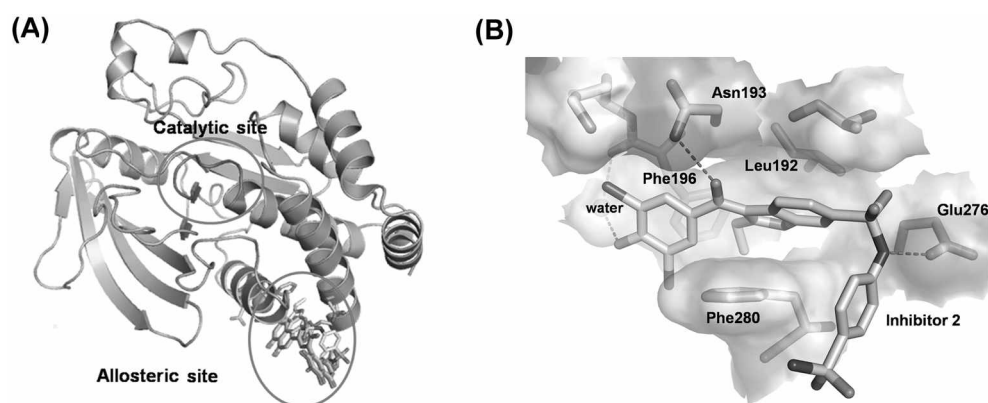 (A)
Catalytic site
Allosteric site
(B)
Asn193
Leu192
Phe196
water
Glu276
Phe280
Inhibitor 2